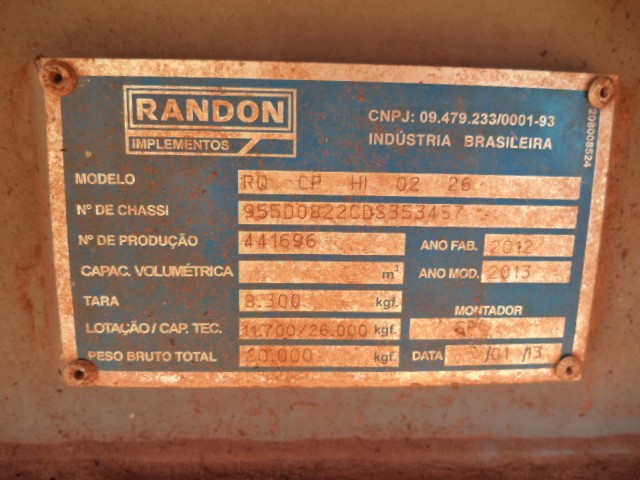 RANDON
IMPLEMENTOS
CNPJ: 09.479.233/0001-93
INDÚSTRIA BRASILEIRA
208008524
MODELO RQ CP HI 02 26
Nº DE CHASSI 955D0822CDS353457
Nº DE PRODUÇÃO 441696 ANO FAB. 2012
CAPAC. VOLUMÉTRICA m³ ANO MOD. 2013
TARA 8.300 kgf. MONTADOR
LOTAÇÃO / CAP. TEC. 11.700/26.000 kgf.
PESO BRUTO TOTAL 20.000 kgf. DATA /01 /13